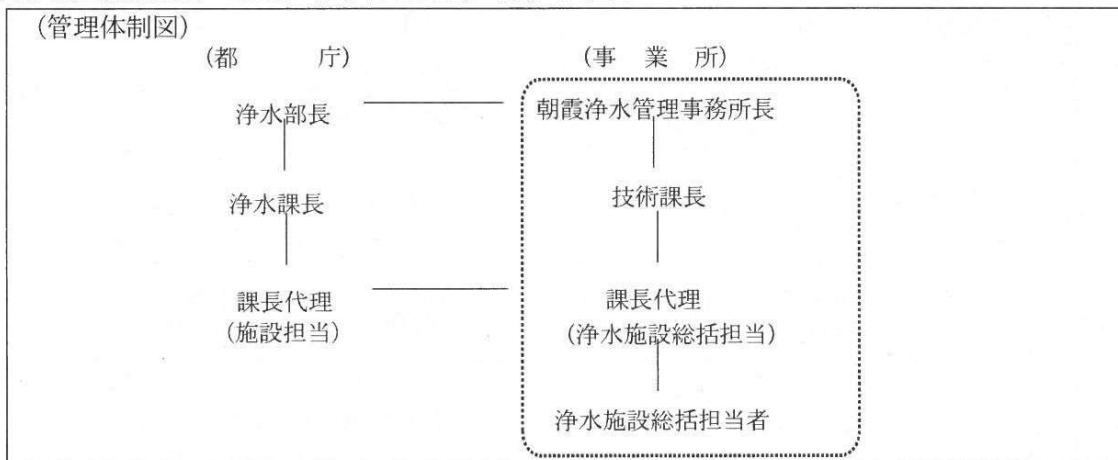 (管理体制図)
(都 庁) (事 業 所)
浄水部長 朝霞浄水管理事務所長
浄水課長 技術課長
課長代理 課長代理
(施設担当) (浄水施設総括担当)
浄水施設総括担当者